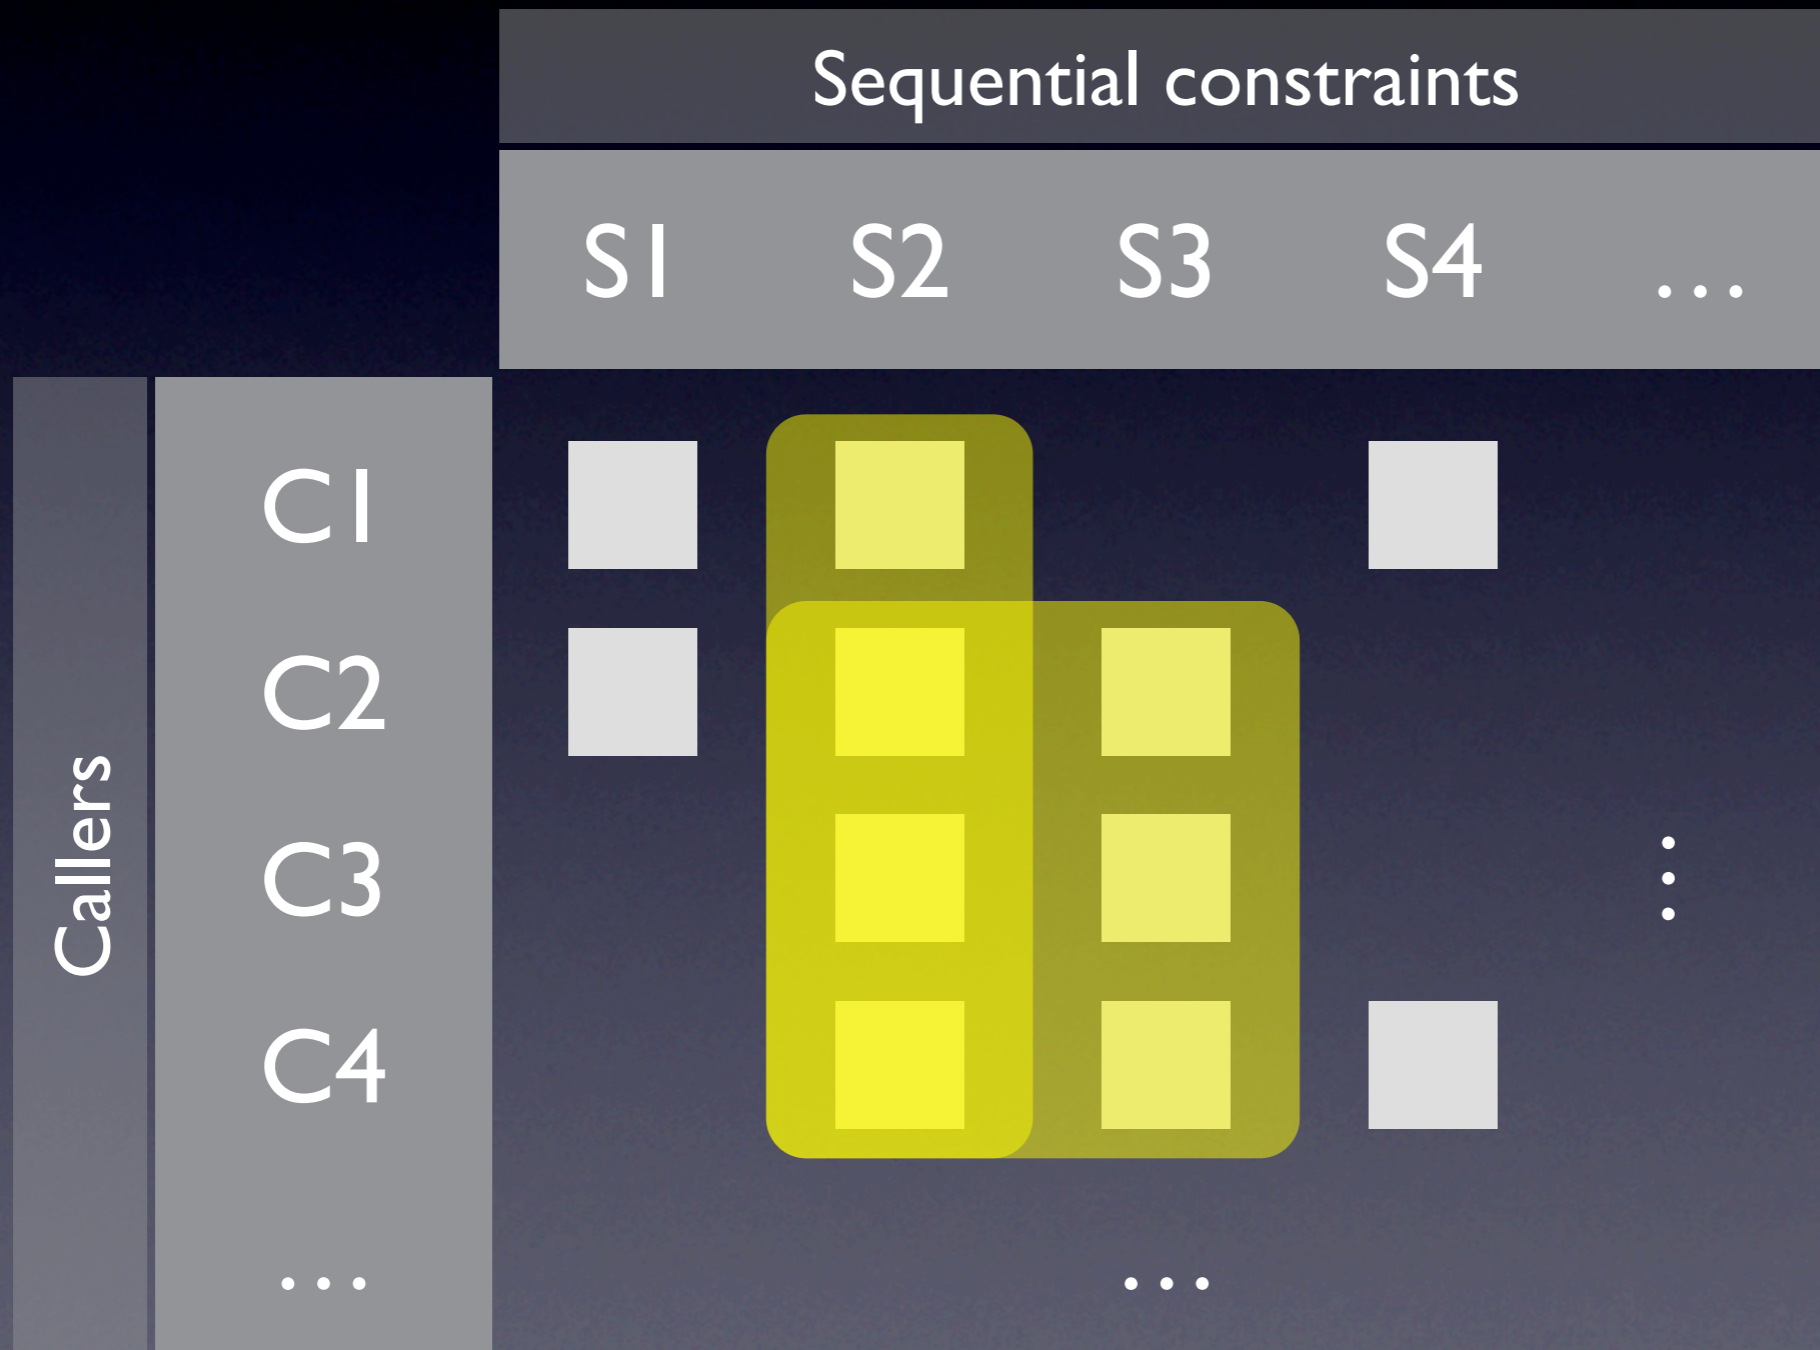 Sequential constraints
S1 S2 S3 S4 ...
Callers
C1
C2
C3
C4
... ...